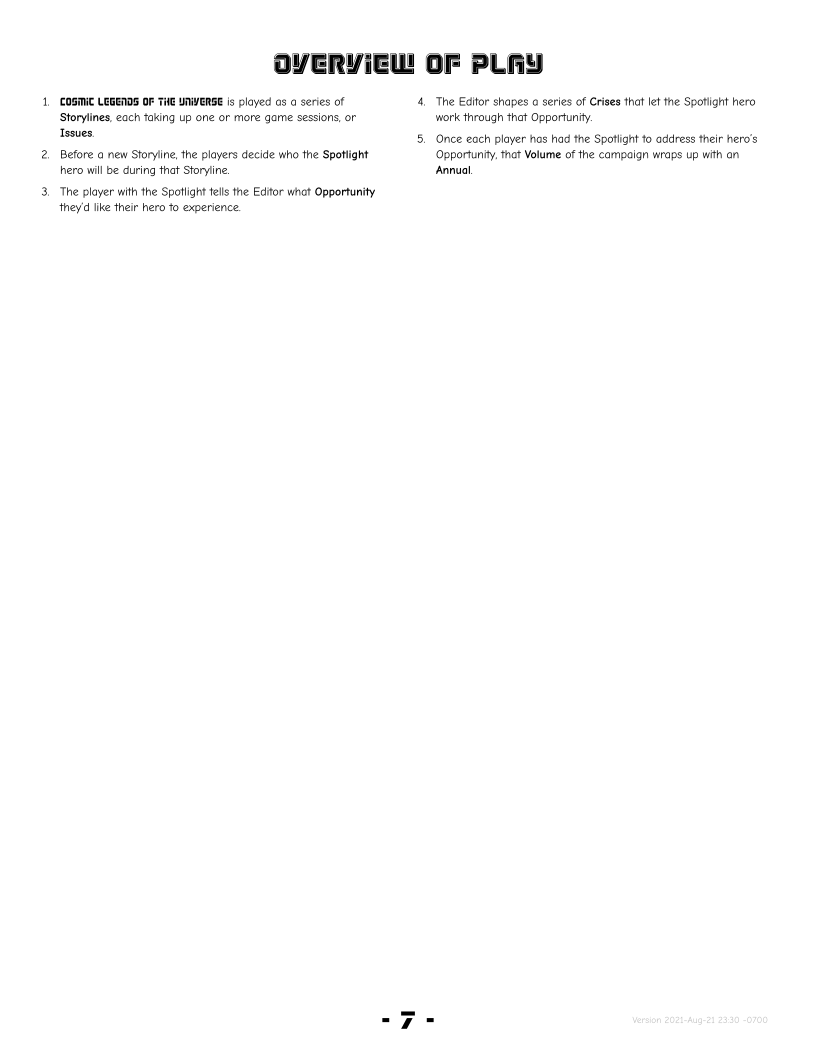 OVERVIEW OF PLAY
1. COSMIC LEGENDS OF THE UNIVERSE is played as a series of
Storylines, each taking up one or more game sessions, or
Issues.
2. Before a new Storyline, the players decide who the Spotlight
hero will be during that Storyline.
3. The player with the Spotlight tells the Editor what Opportunity
they'd like their hero to experience.
4. The Editor shapes a series of Crises that let the Spotlight hero
work through that Opportunity.
5. Once each player has had the Spotlight to address their hero's
Opportunity, that Volume of the campaign wraps up with an
Annual.
- 7 -
Version 2021-Aug-21 23:30 -0700